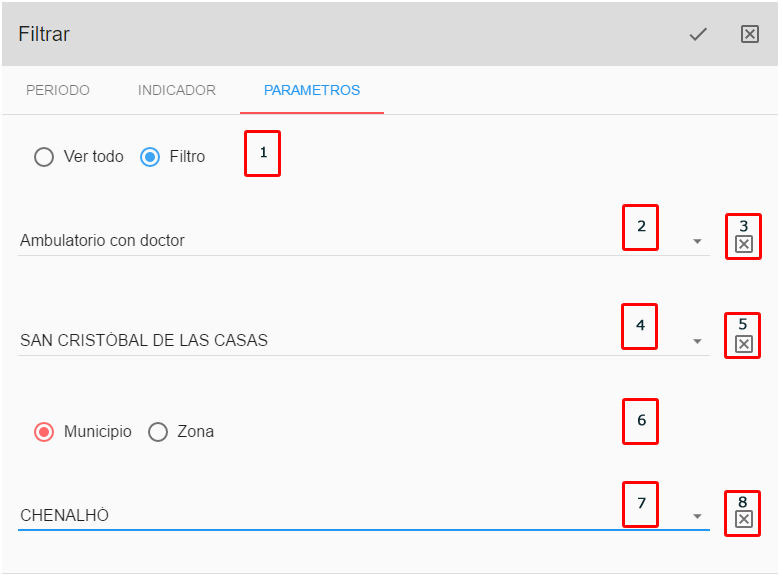 Filtrar
PERIODO INDICADOR PARAMETROS
Ver todo Filtro 1
2 3
Ambulatorio con doctor
4 5
SAN CRISTÓBAL DE LAS CASAS
Municipio Zona 6
7 8
CHENALHÓ